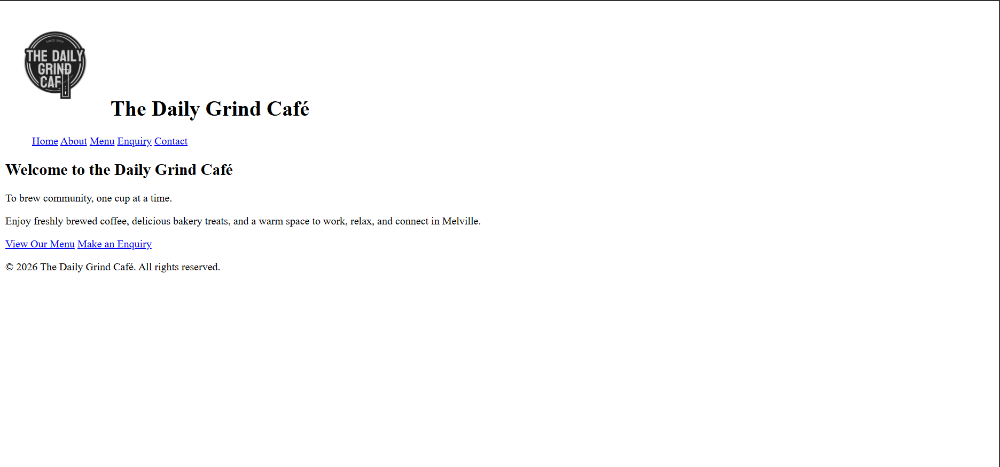 SINCE 2026
THE DAILY
GRIND
CAF
The Daily Grind Café
Home About Menu Enquiry Contact
Welcome to the Daily Grind Café
To brew community, one cup at a time.
Enjoy freshly brewed coffee, delicious bakery treats, and a warm space to work, relax, and connect in Melville.
View Our Menu Make an Enquiry
© 2026 The Daily Grind Café. All rights reserved.